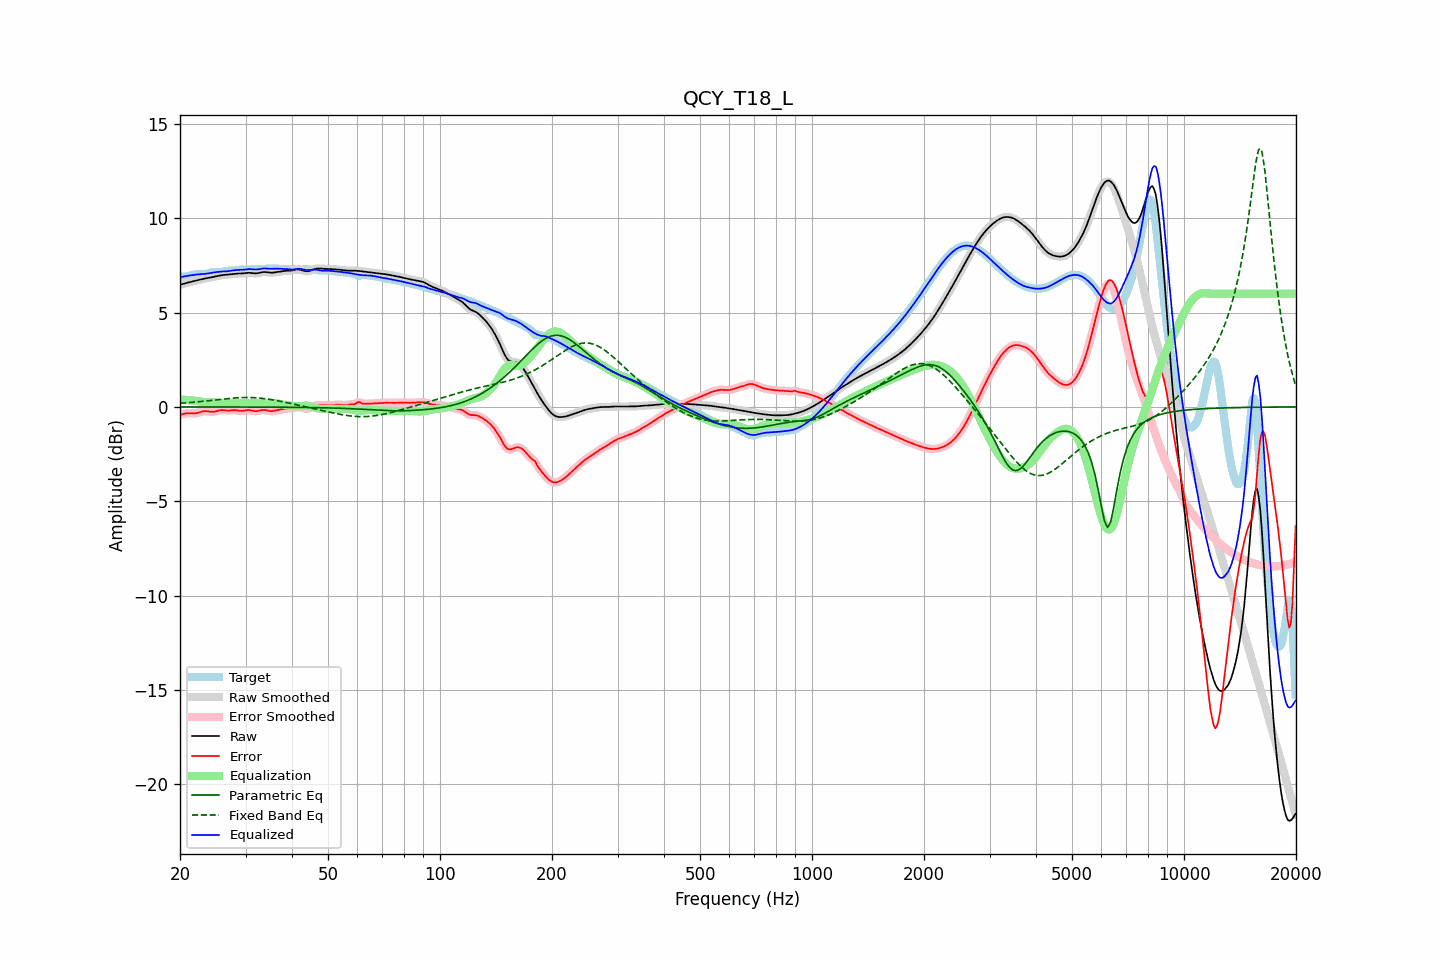 QCY_T18_L
Amplitude (dBr)
15
10
5
0
−5
−10
−15
−20
Target
Raw Smoothed
Error Smoothed
Raw
Error
Equalization
Parametric Eq
Fixed Band Eq
Equalized
20 50 100 200 500 1000 2000 5000 10000 20000
Frequency (Hz)